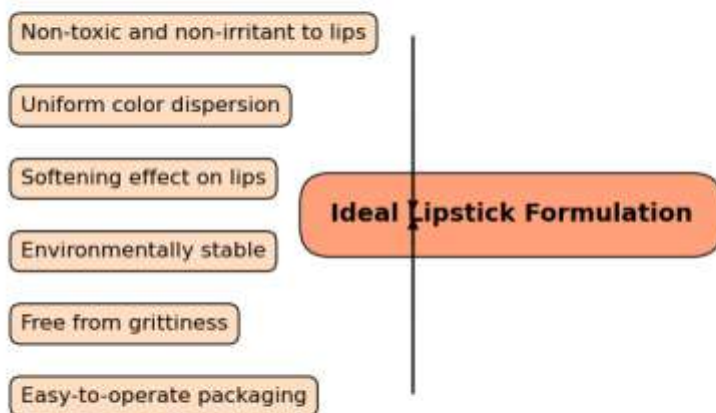 Non-toxic and non-irritant to lips
Uniform color dispersion
Softening effect on lips
Ideal Lipstick Formulation
Environmentally stable
Free from grittiness
Easy-to-operate packaging